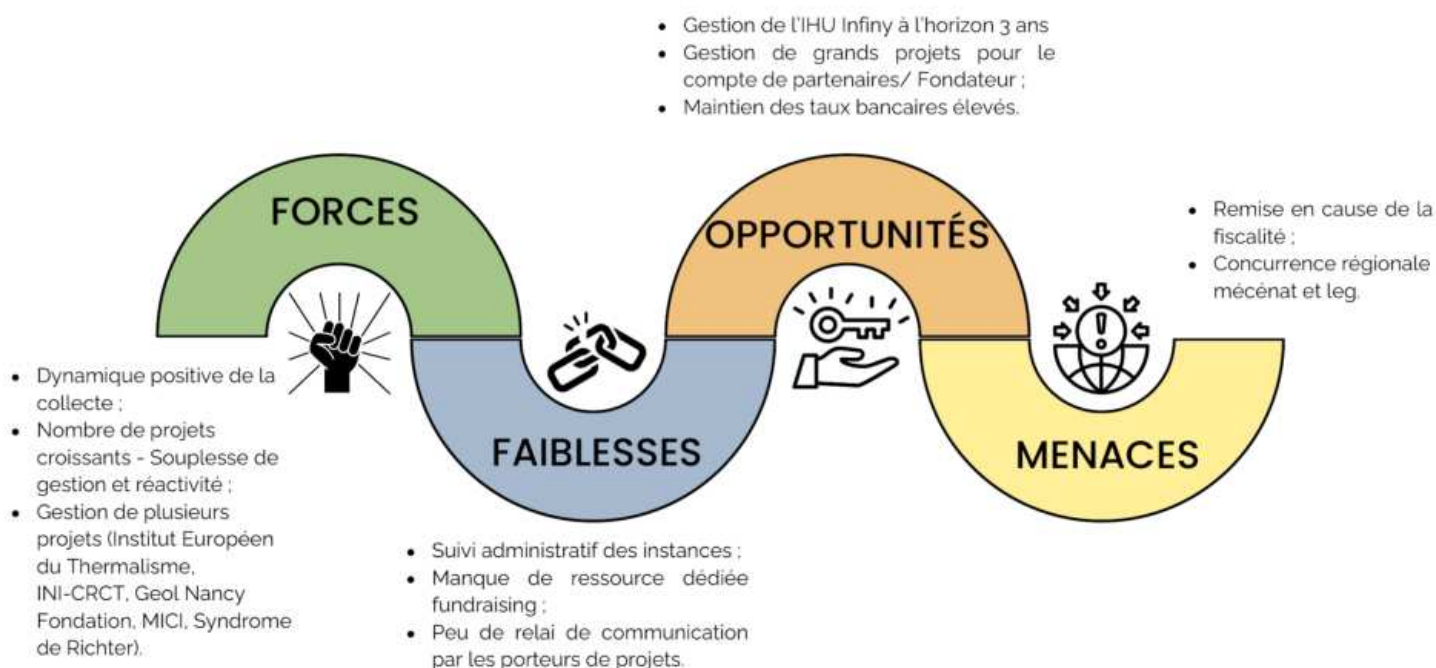 FORCES
• Dynamique positive de la
collecte ;
• Nombre de projets
croissants - Souplesse de
gestion et réactivité ;
• Gestion de plusieurs
projets (Institut Européen
du Thermalisme,
INI-CRCT, Geol Nancy
Fondation, MICI, Syndrome
de Richter).
FAIBLESSES
• Suivi administratif des instances ;
• Manque de ressource dédiée
fundraising ;
• Peu de relai de communication
par les porteurs de projets.
• Gestion de l'IHU Infiny à l'horizon 3 ans
• Gestion de grands projets pour le
compte de partenaires/ Fondateur ;
• Maintien des taux bancaires élevés.
OPPORTUNITÉS
• Remise en cause de la
fiscalité ;
• Concurrence régionale
mécénat et leg.
MENACES